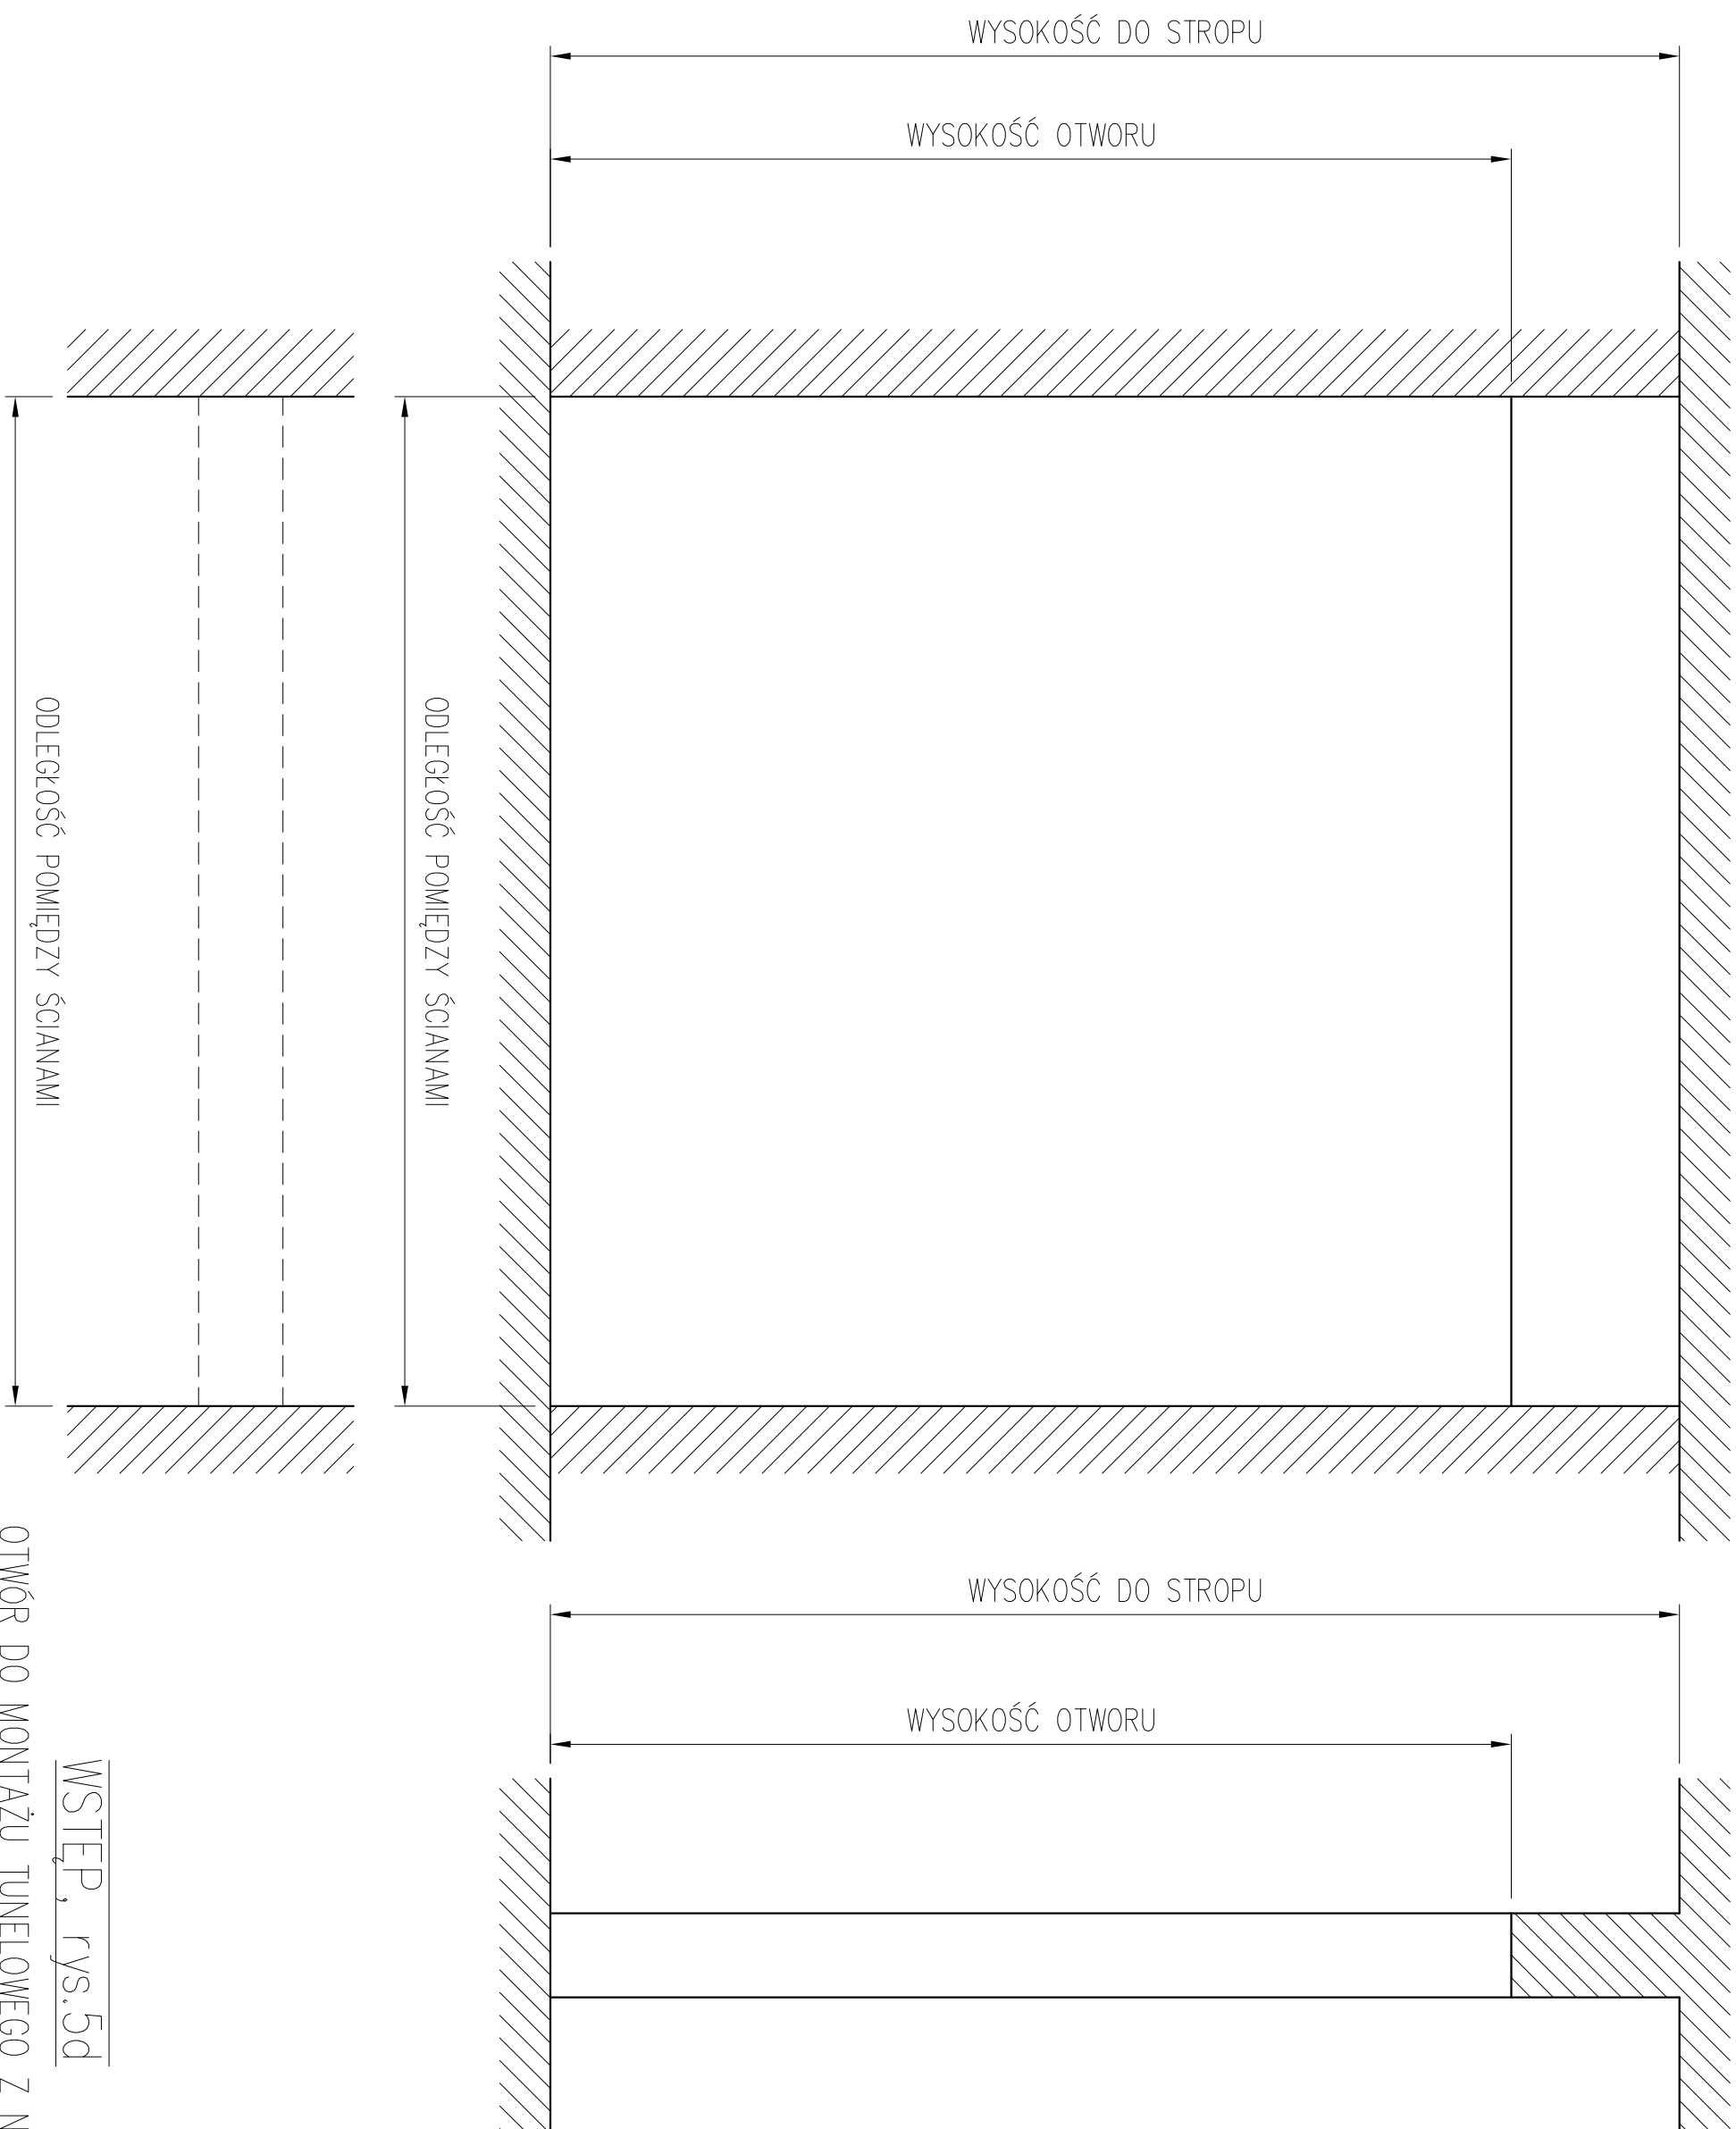 WYSOKOŚĆ DO STROPU
WYSOKOŚĆ OTWORU
ODLEGŁOŚĆ POMIĘDZY ŚCIANAMI
ODLEGŁOŚĆ POMIĘDZY ŚCIANAMI
WYSOKOŚĆ DO STROPU
WYSOKOŚĆ OTWORU
WSTĘP, rys.5d
OTWÓR DO MONTAŻU TUNELOWEGO Z N